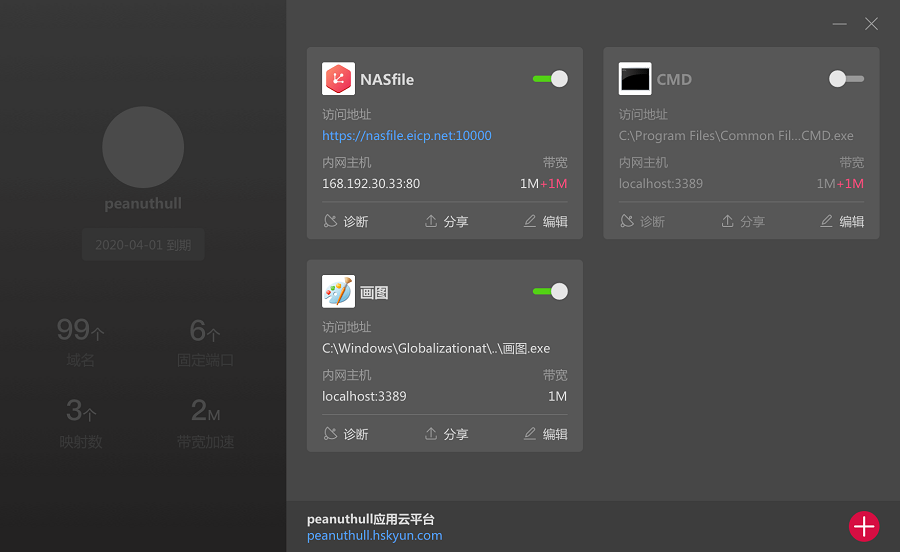 peanuthull
2020-04-01 到期
99个
域名
6个
固定端口
3个
映射数
2M
带宽加速
NASfile
访问地址
https://nasfile.eicp.net:10000
内网主机 带宽
168.192.30.33:80 1M+1M
诊断 分享 编辑
CMD
访问地址
C:\Program Files\Common Fil...CMD.exe
内网主机 带宽
localhost:3389 1M+1M
诊断 分享 编辑
画图
访问地址
C:\Windows\Globalizationat\..\画图.exe
内网主机 带宽
localhost:3389 1M
诊断 分享 编辑
peanuthull应用云平台
peanuthull.hskyun.com